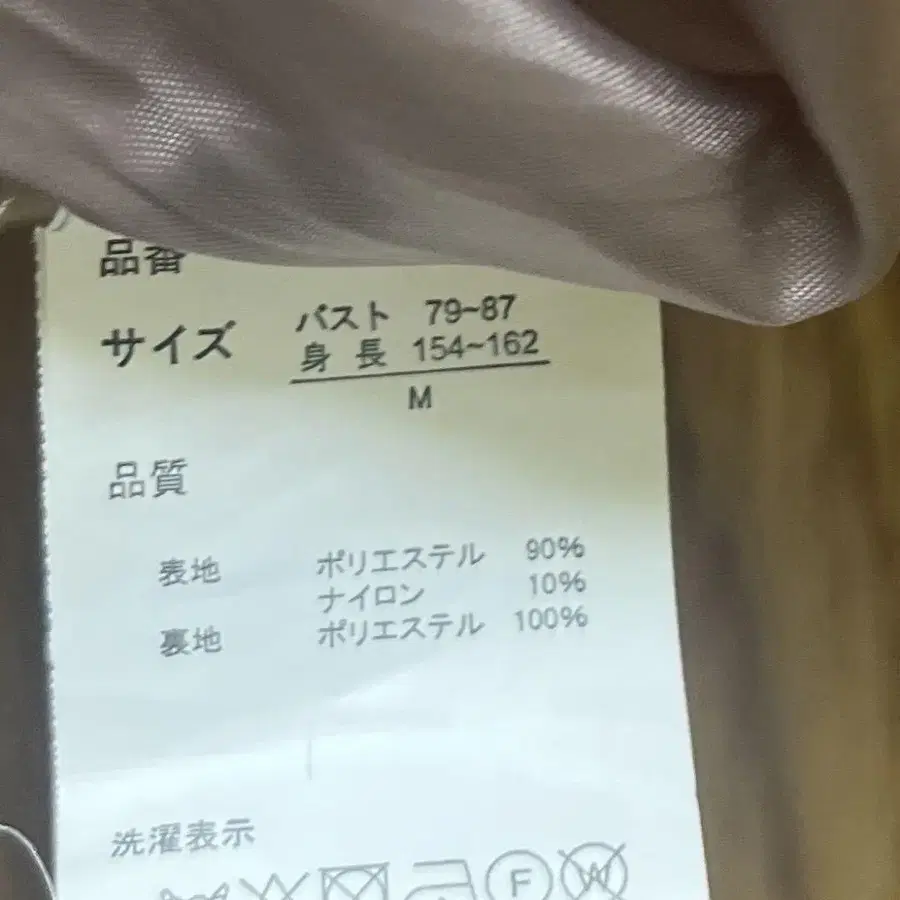 品番
サイズ バスト 79~87
身長 154~162
M
品質
表地 ポリエステル 90%
ナイロン 10%
裏地 ポリエステル 100%
洗濯表示
F W